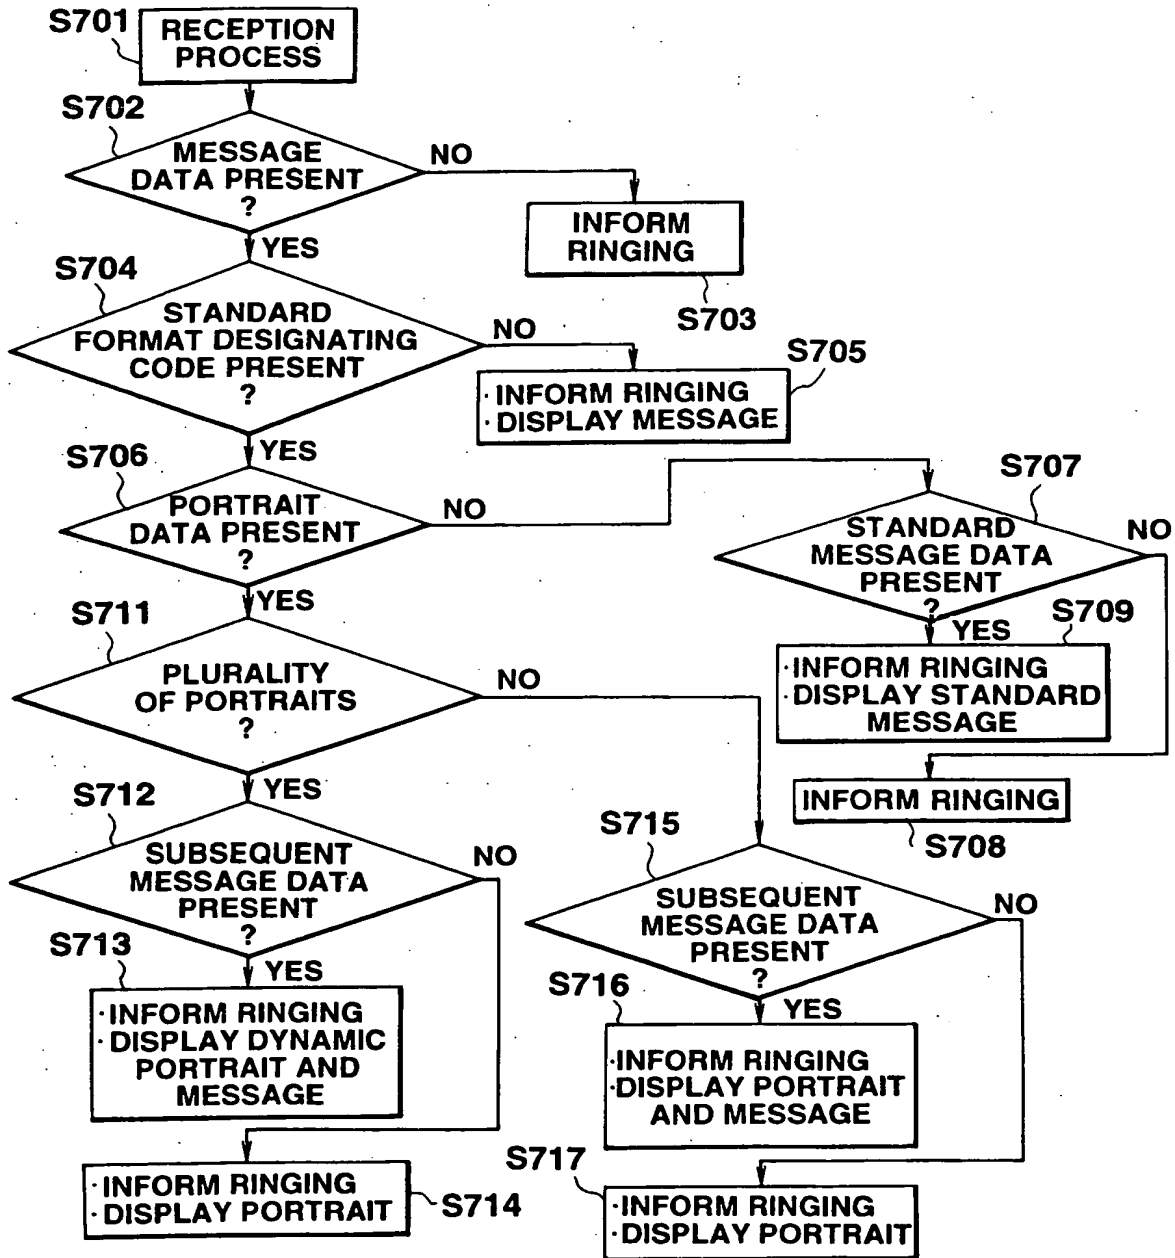 S701
RECEPTION
PROCESS
S702
MESSAGE
DATA PRESENT
?
NO
YES
INFORM
RINGING
S703
S704
STANDARD
FORMAT DESIGNATING
CODE PRESENT
?
NO
YES
S705
·INFORM RINGING
·DISPLAY MESSAGE
S706
PORTRAIT
DATA PRESENT
?
NO
YES
S707
STANDARD
MESSAGE DATA
PRESENT
?
NO
YES
S709
·INFORM RINGING
·DISPLAY STANDARD
MESSAGE
INFORM RINGING
S708
S711
PLURALITY
OF PORTRAITS
?
NO
YES
S712
SUBSEQUENT
MESSAGE DATA
PRESENT
?
NO
YES
S713
·INFORM RINGING
·DISPLAY DYNAMIC
PORTRAIT AND
MESSAGE
·INFORM RINGING
·DISPLAY PORTRAIT
S714
S715
SUBSEQUENT
MESSAGE DATA
PRESENT
?
NO
YES
S716
·INFORM RINGING
·DISPLAY PORTRAIT
AND MESSAGE
S717
·INFORM RINGING
·DISPLAY PORTRAIT